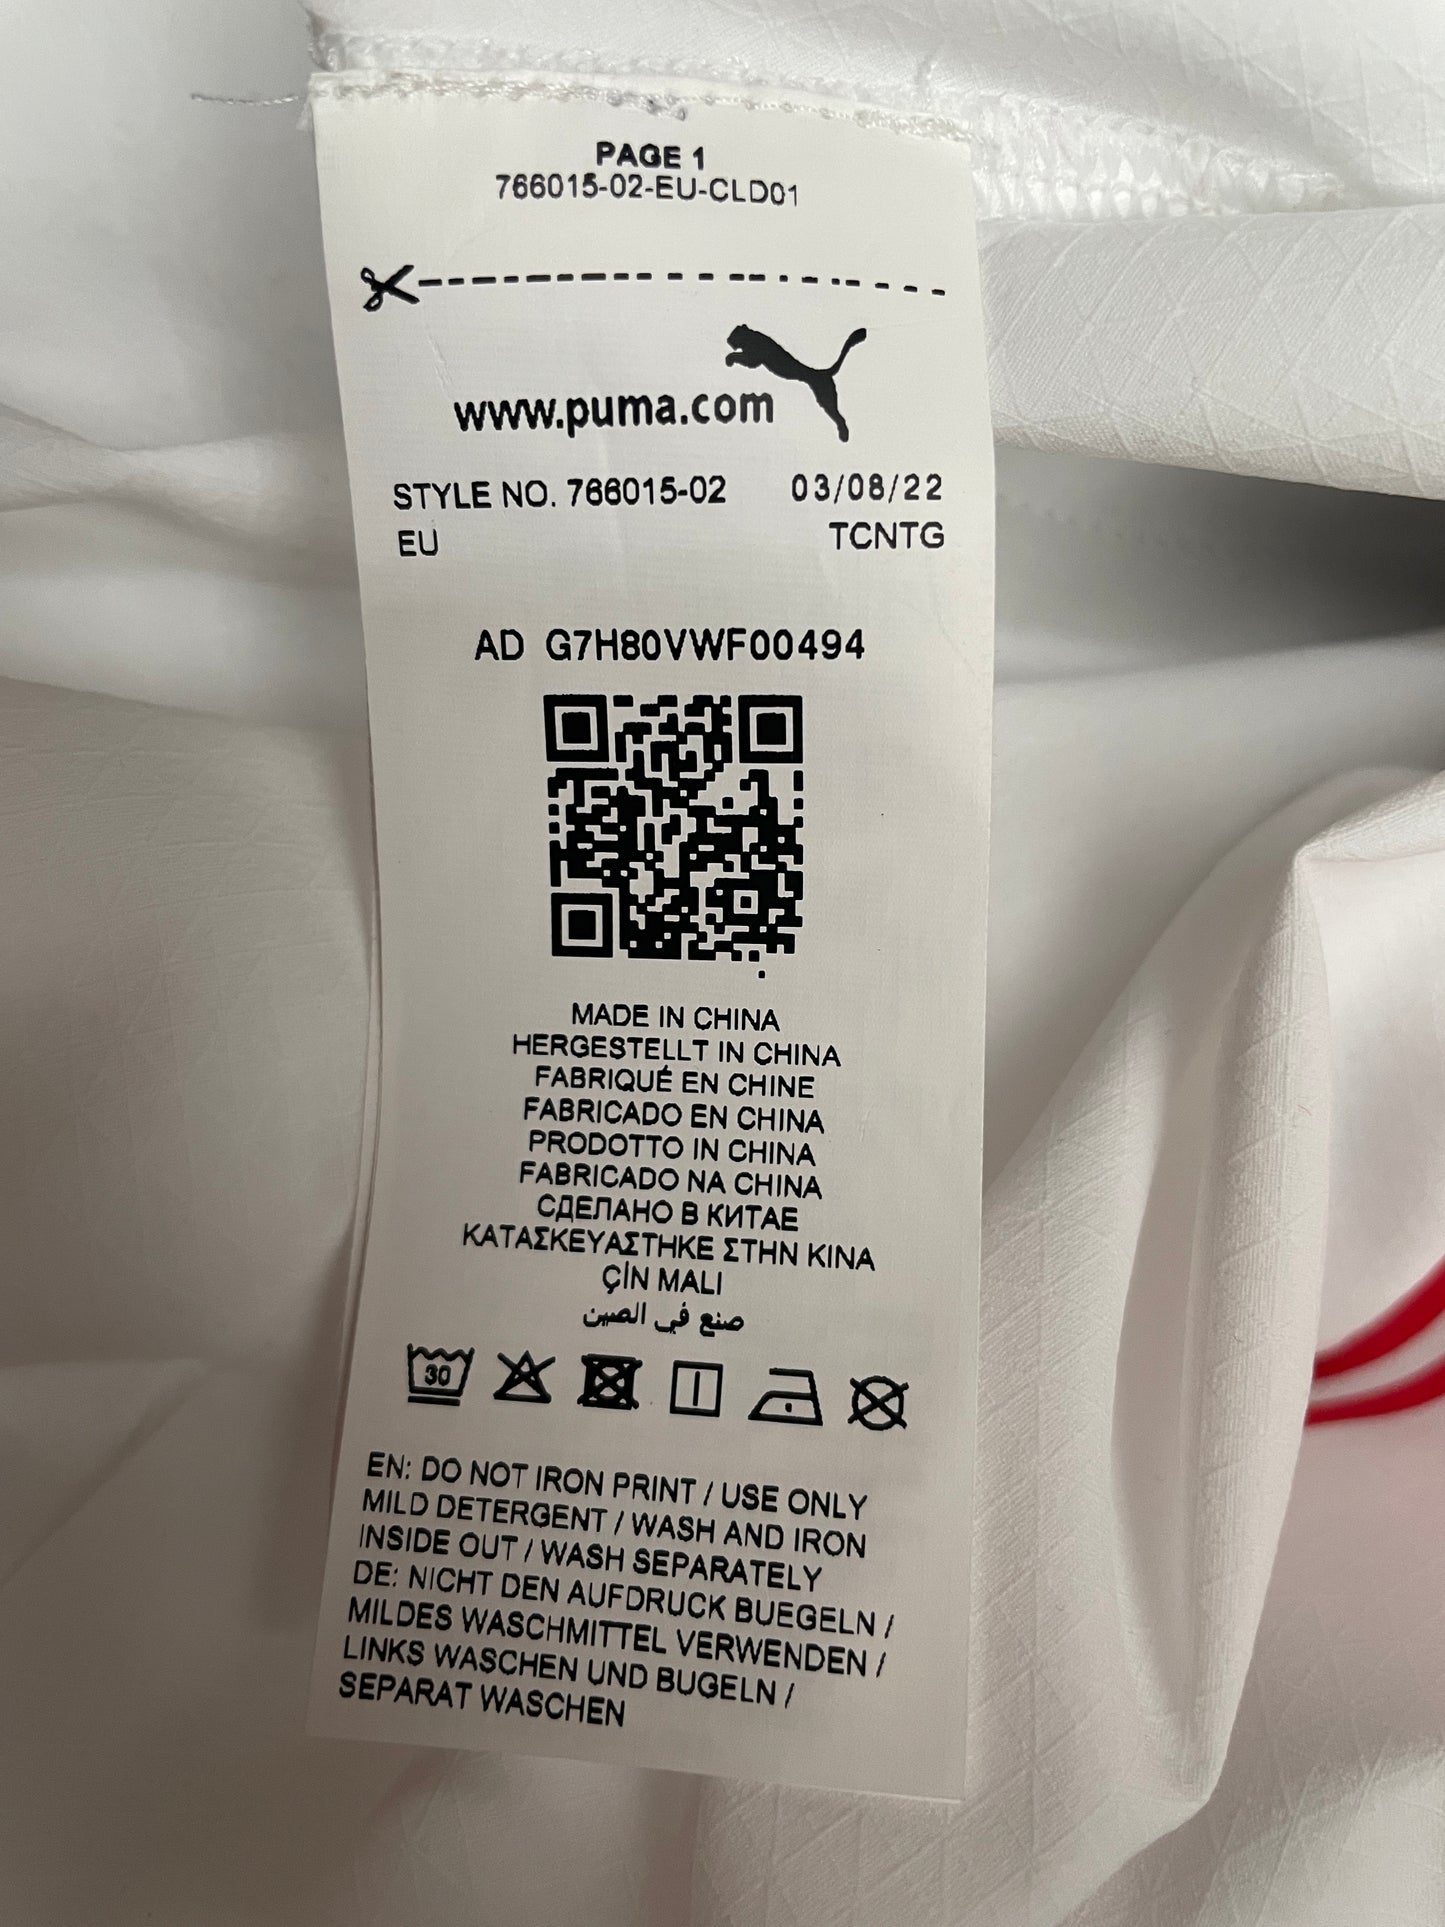 PAGE 1
766015-02-EU-CLD01
www.puma.com
STYLE NO. 766015-02 03/08/22
EU TCNTG
AD G7H80VWF00494
MADE IN CHINA
HERGESTELLT IN CHINA
FABRIQUÉ EN CHINE
FABRICADO EN CHINA
PRODOTTO IN CHINA
FABRICADO NA CHINA
СДЕЛАНО В КИТАЕ
ΚΑΤΑΣΚΕΥΑΣΤΗΚΕ ΣΤΗΝ ΚΙΝΑ
ÇİN MALI
صنع في الصين
30
EN: DO NOT IRON PRINT / USE ONLY
MILD DETERGENT / WASH AND IRON
INSIDE OUT / WASH SEPARATELY
DE: NICHT DEN AUFDRUCK BUEGELN /
MILDES WASCHMITTEL VERWENDEN /
LINKS WASCHEN UND BUGELN /
SEPARAT WASCHEN